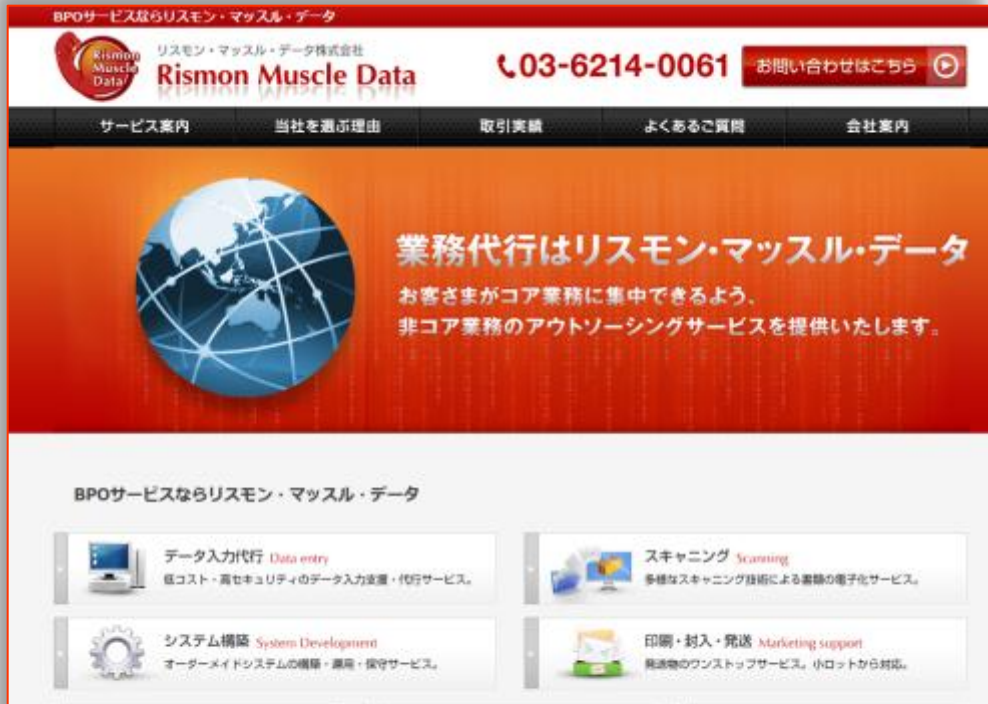 BPOサービスならリスモン・マッスル・データ
Rismon
Muscle
Data
リスモン・マッスル・データ株式会社
Rismon Muscle Data
03-6214-0061
お問い合わせはこちら
サービス案内 当社を選ぶ理由 取引実績 よくあるご質問 会社案内
業務代行はリスモン・マッスル・データ
お客さまがコア業務に集中できるよう、
非コア業務のアウトソーシングサービスを提供いたします。
BPOサービスならリスモン・マッスル・データ
データ入力代行 Data entry
低コスト・高セキュリティのデータ入力支援・代行サービス。
スキャニング Scanning
多様なスキャニング技術による書類の電子化サービス。
システム構築 System Development
オーダーメイドシステムの構築・運用・保守サービス。
印刷・封入・発送 Marketing support
発送物のワンストップサービス。小ロットから対応。